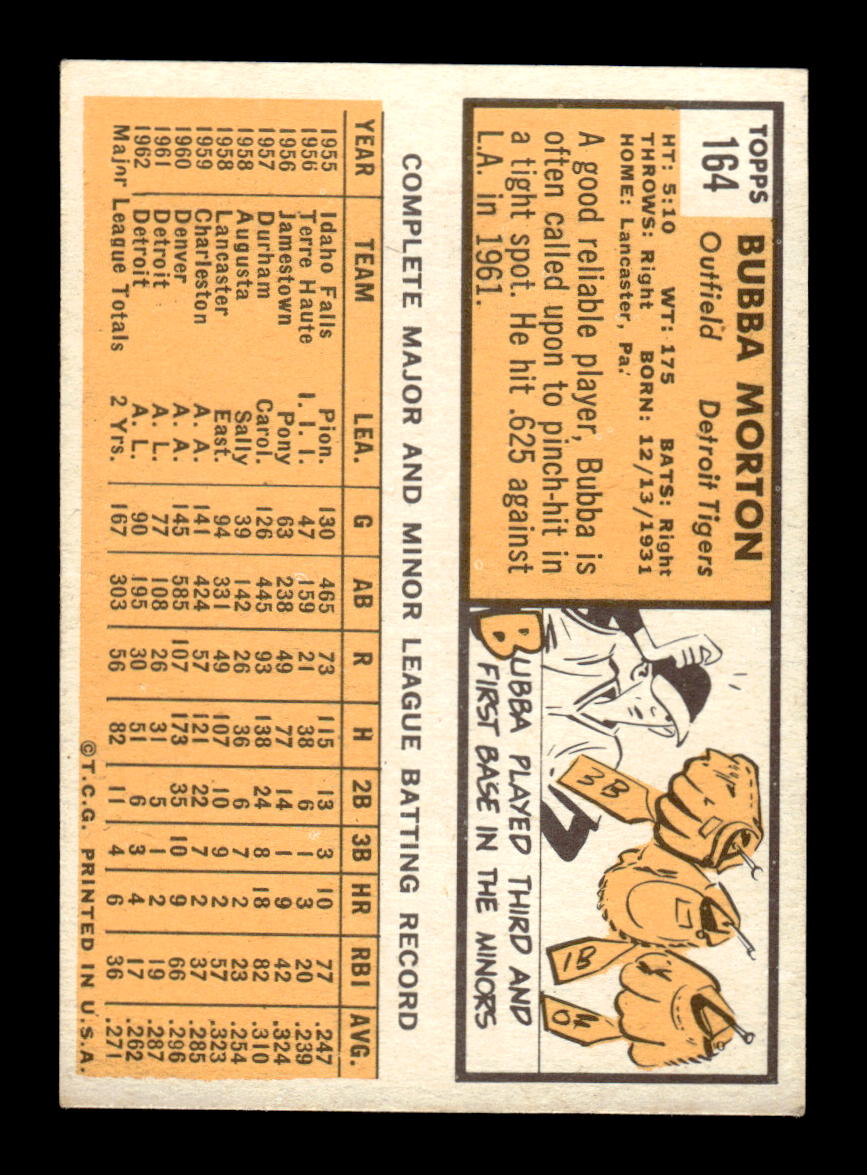 TOPPS
164
BUBBA MORTON
Outfield Detroit Tigers
HT: 5:10 WT: 175 BATS: Right
THROWS: Right BORN: 12/13/1931
HOME: Lancaster, Pa.
A good reliable player, Bubba is
often called upon to pinch-hit in
a tight spot. He hit .625 against
L.A. in 1961.
3B
1B
OF
BUBBA PLAYED THIRD AND
FIRST BASE IN THE MINORS
COMPLETE MAJOR AND MINOR LEAGUE BATTING RECORD
YEAR TEAM LEA. G AB R H 2B 3B HR RBI AVG.
1955 Idaho Falls Pion. 130 465 73 115 13 3 10 77 .247
1956 Terre Haute I. I. I. 47 159 21 38 6 1 3 20 .239
1956 Jamestown Pony 63 238 49 77 14 1 9 42 .324
1957 Durham Carol. 126 445 93 138 24 8 18 82 .310
1958 Augusta Sally 39 142 26 36 6 7 2 23 .254
1958 Lancaster East. 94 331 49 107 10 9 2 57 .323
1959 Charleston A. A. 141 424 57 121 22 2 2 37 .285
1960 Denver A. A. 145 585 107 173 35 10 9 66 .296
1961 Detroit A. L. 77 108 26 31 5 1 2 19 .287
1962 Detroit A. L. 90 195 30 51 6 3 4 17 .262
Major League Totals 2 Yrs. 167 303 56 82 11 4 6 36 .271
©T.C.G. PRINTED IN U.S.A.